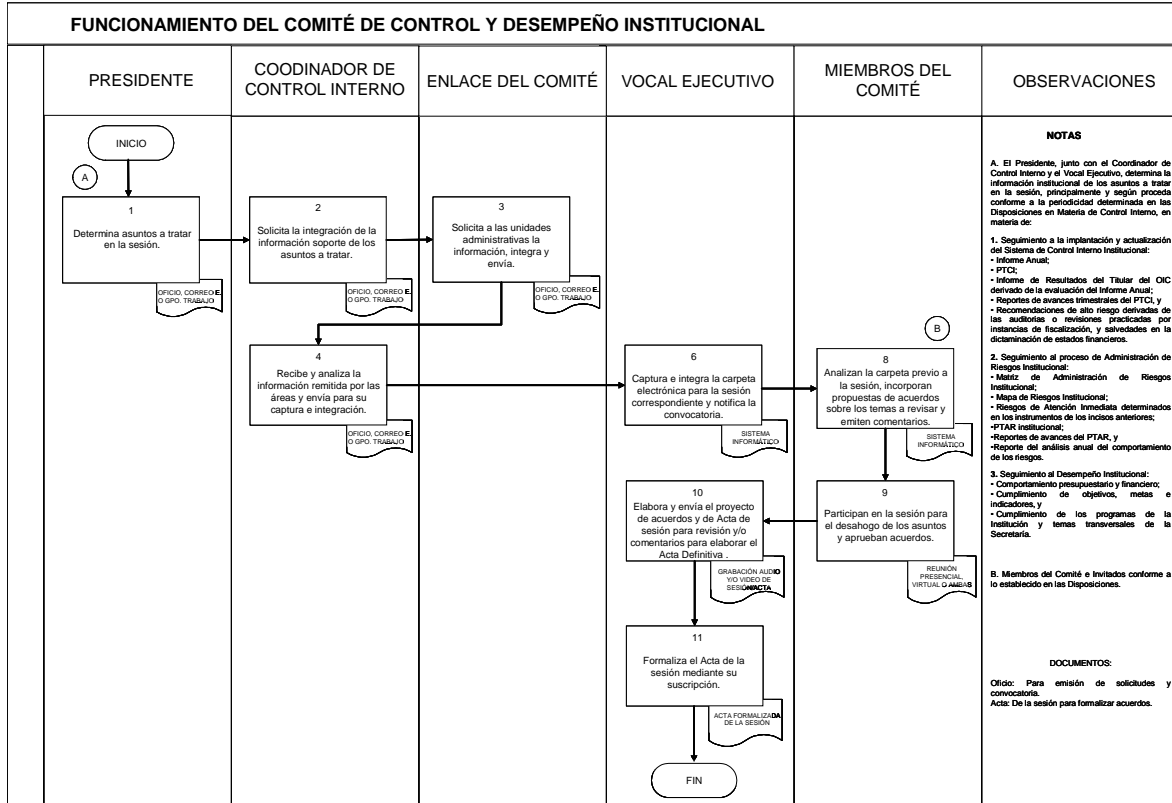 FUNCIONAMIENTO DEL COMITÉ DE CONTROL Y DESEMPEÑO INSTITUCIONAL
PRESIDENTE
COODINADOR DE
CONTROL INTERNO
ENLACE DEL COMITÉ
VOCAL EJECUTIVO
MIEMBROS DEL
COMITÉ
OBSERVACIONES
INICIO
A
1
Determina asuntos a tratar
en la sesión.
OFICIO, CORREO E.
O GPO. TRABAJO
2
Solicita la integración de la
información soporte de los
asuntos a tratar.
OFICIO, CORREO E.
O GPO. TRABAJO
3
Solicita a las unidades
administrativas la
información, integra y
envía.
OFICIO, CORREO E.
O GPO. TRABAJO
4
Recibe y analiza la
información remitida por las
áreas y envía para su
captura e integración.
OFICIO, CORREO E.
O GPO. TRABAJO
6
Captura e integra la carpeta
electrónica para la sesión
correspondiente y notifica la
convocatoria.
SISTEMA
INFORMÁTICO
B
8
Analizan la carpeta previo a
la sesión, incorporan
propuestas de acuerdos
sobre los temas a revisar y
emiten comentarios.
SISTEMA
INFORMÁTICO
9
Participan en la sesión para
el desahogo de los asuntos
y aprueban acuerdos.
REUNIÓN
PRESENCIAL,
VIRTUAL O AMBAS
10
Elabora y envía el proyecto
de acuerdos y de Acta de
sesión para revisión y/o
comentarios para elaborar el
Acta Definitiva .
GRABACIÓN AUDIO
Y/O VIDEO DE
SESIÓN/ACTA
11
Formaliza el Acta de la
sesión mediante su
suscripción.
ACTA FORMALIZADA
DE LA SESIÓN
FIN
NOTAS
A. El Presidente, junto con el Coordinador de
Control Interno y el Vocal Ejecutivo, determina la
información institucional de los asuntos a tratar
en la sesión, principalmente y según proceda
conforme a la periodicidad determinada en las
Disposiciones en Materia de Control Interno, en
materia de:
1. Seguimiento a la implantación y actualización
del Sistema de Control Interno Institucional:
• Informe Anual;
• PTCI;
• Informe de Resultados del Titular del OIC
derivado de la evaluación del Informe Anual;
• Reportes de avances trimestrales del PTCI, y
• Recomendaciones de alto riesgo derivadas de
las auditorias o revisiones practicadas por
instancias de fiscalización, y salvedades en la
dictaminación de estados financieros.
2. Seguimiento al proceso de Administración de
Riesgos Institucional:
• Matriz de Administración de Riesgos
Institucional;
• Mapa de Riesgos Institucional;
• Riesgos de Atención Inmediata determinados
en los instrumentos de los incisos anteriores;
•PTAR institucional;
•Reportes de avances del PTAR, y
•Reporte del análisis anual del comportamiento
de los riesgos.
3. Seguimiento al Desempeño Institucional:
• Comportamiento presupuestario y financiero;
• Cumplimiento de objetivos, metas e
indicadores, y
• Cumplimiento de los programas de la
Institución y temas transversales de la
Secretaría.
B. Miembros del Comité e Invitados conforme a
lo establecido en las Disposiciones.
DOCUMENTOS:
Oficio: Para emisión de solicitudes y
convocatoria.
Acta: De la sesión para formalizar acuerdos.